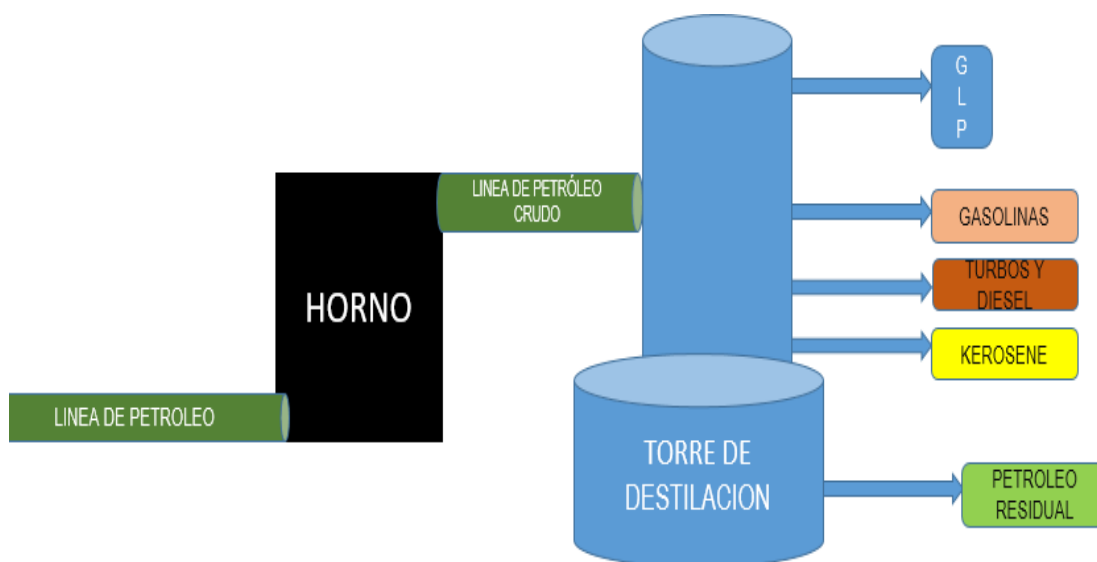 G
L
P
LINEA DE PETRÓLEO
CRUDO
GASOLINAS
TURBOS Y
DIESEL
HORNO
KEROSENE
LINEA DE PETROLEO
TORRE DE
DESTILACION
PETROLEO
RESIDUAL